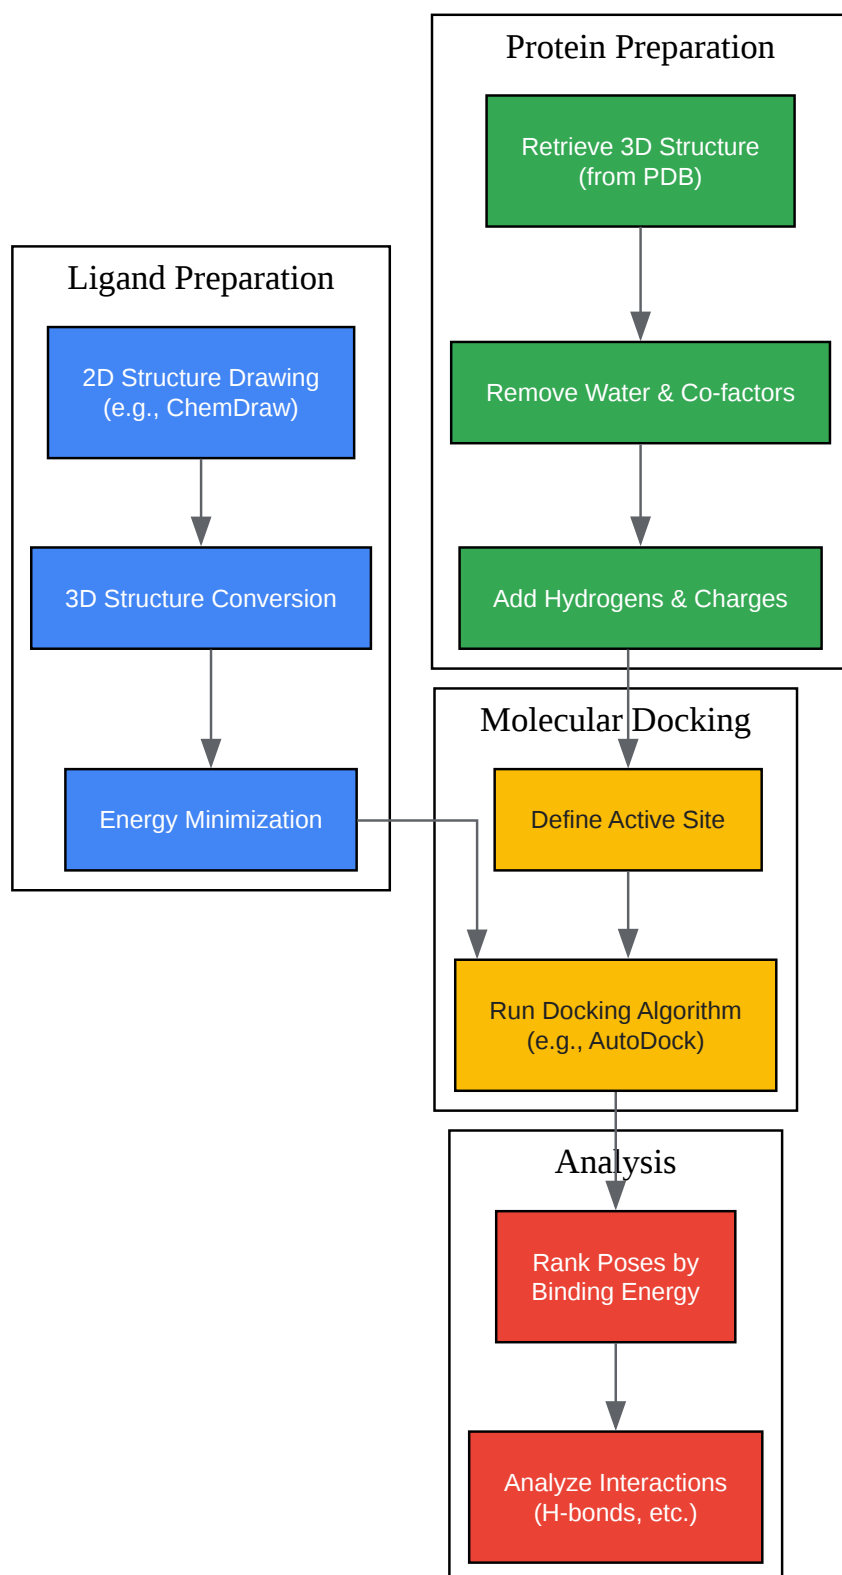 Protein Preparation
Retrieve 3D Structure
(from PDB)
Remove Water & Co-factors
Add Hydrogens & Charges
Ligand Preparation
2D Structure Drawing
(e.g., ChemDraw)
3D Structure Conversion
Energy Minimization
Molecular Docking
Define Active Site
Run Docking Algorithm
(e.g., AutoDock)
Analysis
Rank Poses by
Binding Energy
Analyze Interactions
(H-bonds, etc.)